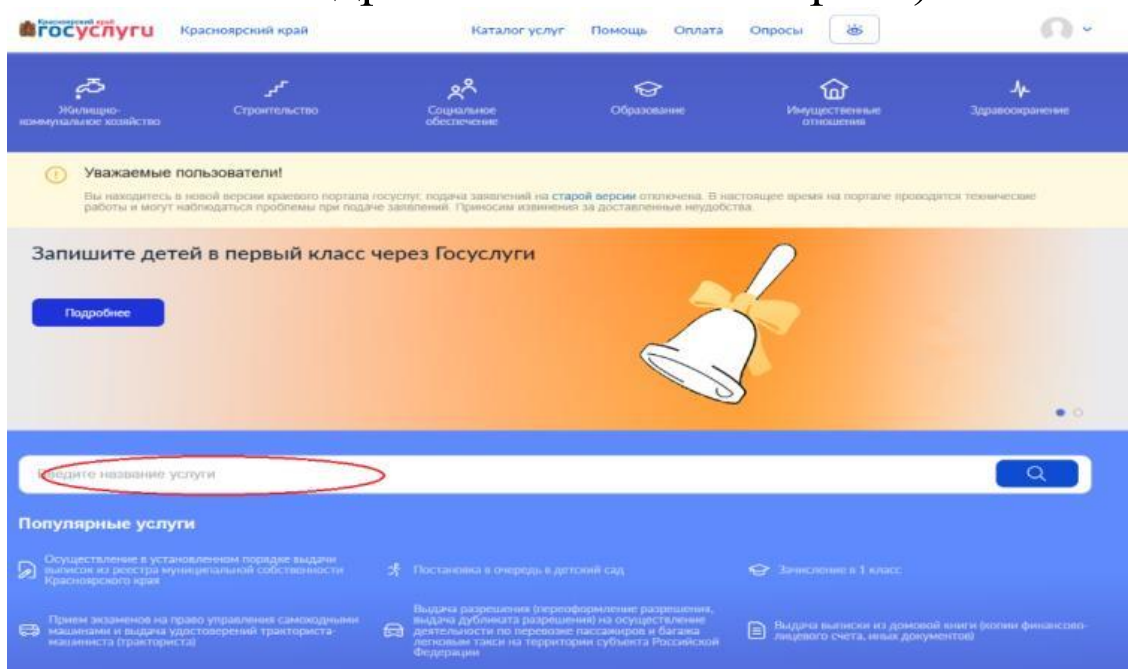 Красноярский край
госуслуги
Красноярский край
Каталог услуг Помощь Оплата Опросы
Жилищно-
коммунальное хозяйство
Строительство
Социальное
обеспечение
Образование
Имущественные
отношения
Здравоохранение
Уважаемые пользователи!
Вы находитесь в новой версии краевого портала госуслуг, подача заявлений на старой версии отключена. В настоящее время на портале проводятся технические
работы и могут наблюдаться проблемы при подаче заявлений. Приносим извинения за доставленные неудобства.
Запишите детей в первый класс через Госуслуги
Подробнее
Введите название услуги
Популярные услуги
Осуществление в установленном порядке выдачи
выписок из реестра муниципальной собственности
Красноярского края
Постановка в очередь в детский сад
Зачисление в 1 класс
Прием экзаменов на право управления самоходными
машинами и выдача удостоверений тракториста-
машиниста (тракториста)
Выдача разрешения (переоформление разрешения,
выдача дубликата разрешения) на осуществление
деятельности по перевозке пассажиров и багажа
легковым такси на территории субъекта Российской
Федерации
Выдача выписки из домовой книги (копии финансово-
лицевого счета, иных документов)